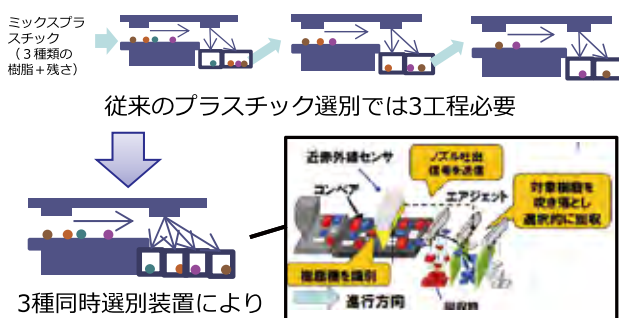 ミックスプラ
スチック
（３種類の
樹脂＋残さ）
従来のプラスチック選別では3工程必要
近赤外線センサ
ノズル吐出
信号を送信
コンベア
エアジェット
対象樹脂を
吹き落とし
選択的に回収
樹脂種を識別
進行方向
3種同時選別装置により